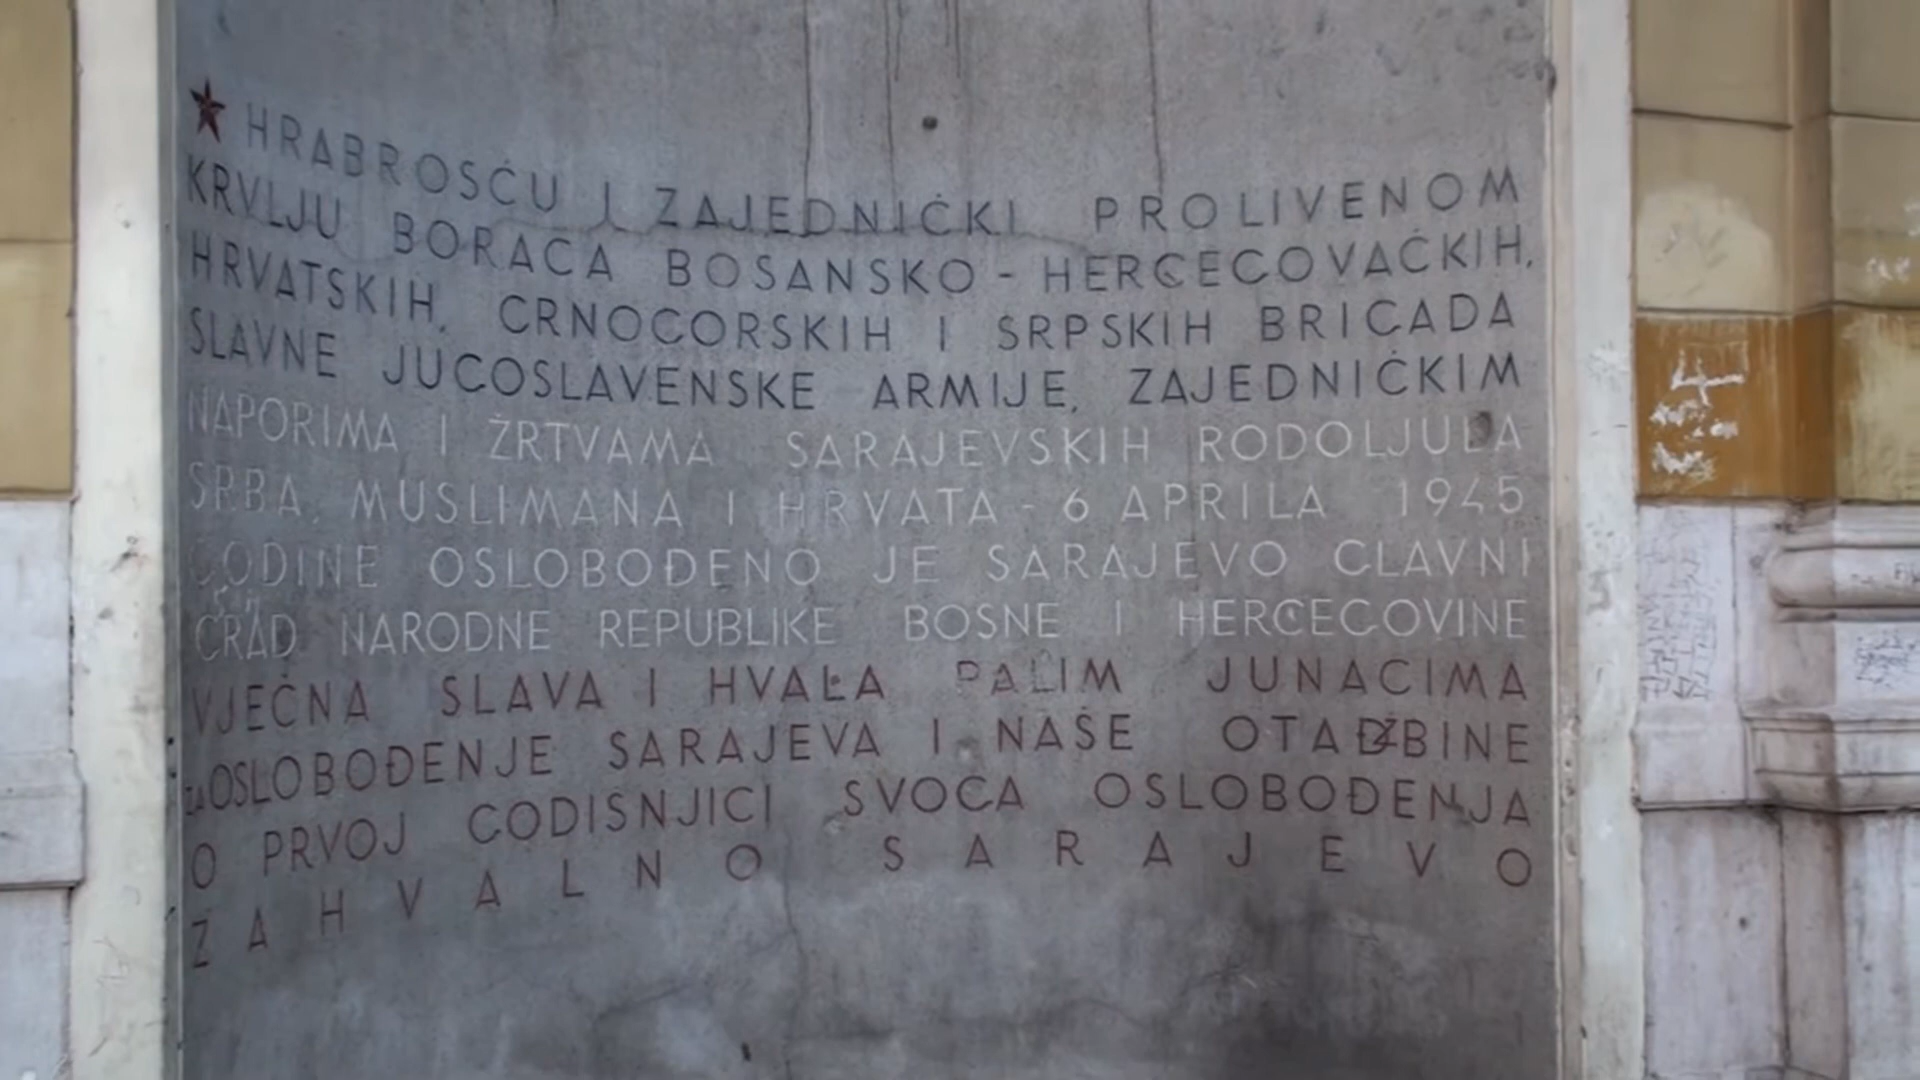 ★ HRABROSĆU I ZAJEDNIČKI PROLIVENOM
KRVLJU BORACA BOSANSKO - HERCEGOVAČKIH,
HRVATSKIH, CRNOGORSKIH I SRPSKIH BRIGADA
SLAVNE JUGOSLAVENSKE ARMIJE, ZAJEDNIČKIM
NAPORIMA I ŽRTVAMA SARAJEVSKIH RODOLJUBA
SRBA, MUSLIMANA I HRVATA - 6 APRILA 1945
GODINE OSLOBOĐENO JE SARAJEVO GLAVNI
GRAD NARODNE REPUBLIKE BOSNE I HERCEGOVINE
VJEČNA SLAVA I HVALA PALIM JUNACIMA
ZA OSLOBOĐENJE SARAJEVA I NAŠE OTADŽBINE
O PRVOJ GODIŠNJICI SVOGA OSLOBOĐENJA
ZAHVALNO SARAJEVO